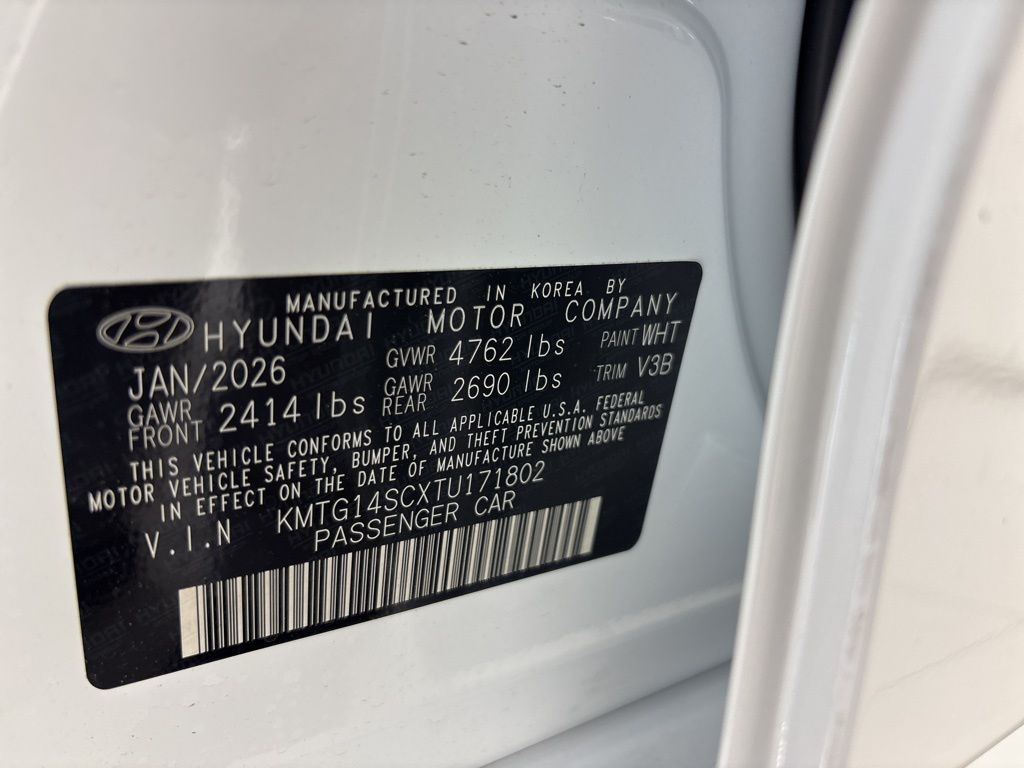 MANUFACTURED IN KOREA BY
HYUNDAI MOTOR COMPANY
JAN/2026 GVWR 4762 lbs PAINT WHT
GAWR FRONT 2414 lbs GAWR REAR 2690 lbs TRIM V3B
THIS VEHICLE CONFORMS TO ALL APPLICABLE U.S.A. FEDERAL
MOTOR VEHICLE SAFETY, BUMPER, AND THEFT PREVENTION STANDARDS
IN EFFECT ON THE DATE OF MANUFACTURE SHOWN ABOVE
V.I.N KMTG14SCXTU171802
PASSENGER CAR